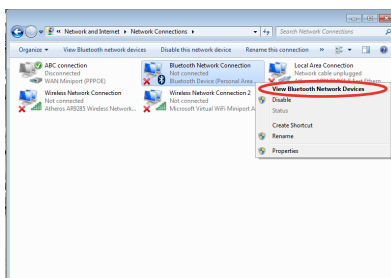 Network and Internet ▸ Network Connections ▸
Search Network Connections
Organize ▾ View Bluetooth network devices Disable this network device Rename this connection »
ABC connection
Disconnected
WAN Miniport (PPPOE)
Bluetooth Network Connection
Not connected
Bluetooth Device (Personal Area...
Local Area Connection
Network cable unplugged
Wireless Network Connection
Not connected
Atheros AR9285 Wireless Network...
Wireless Network Connection 2
Not connected
Microsoft Virtual WiFi Miniport A
View Bluetooth Network Devices
Disable
Status
Create Shortcut
Rename
Properties